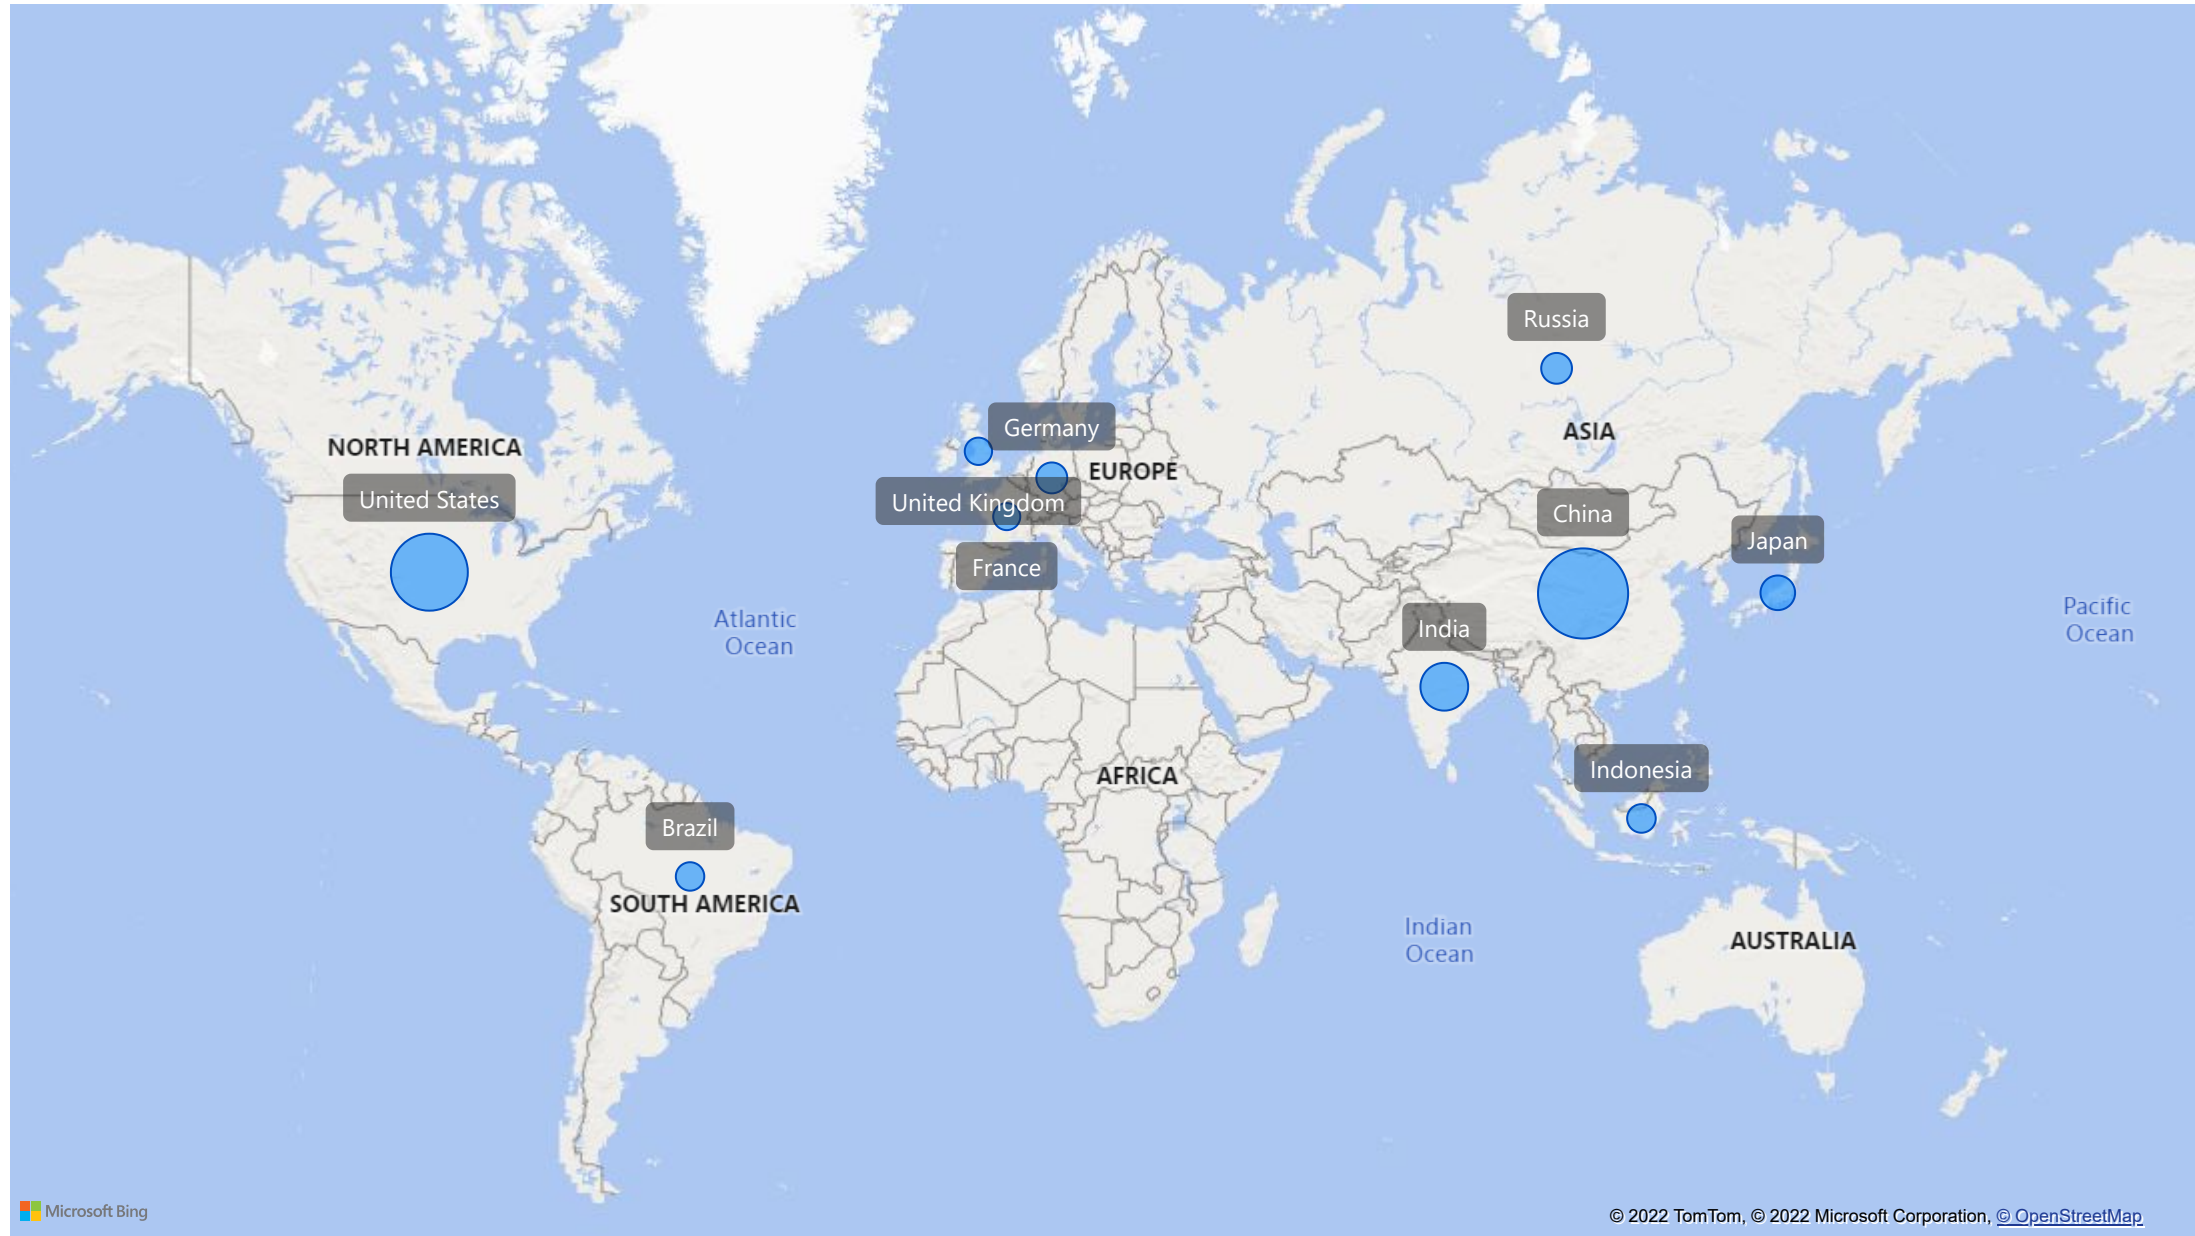 Russia
Germany
ASIA
NORTH AMERICA
EUROPE
United States
United Kingdom
China
Japan
France
Atlantic
Ocean
Pacific
Ocean
India
Indonesia
AFRICA
Brazil
SOUTH AMERICA
Indian
Ocean
AUSTRALIA
Microsoft Bing
© 2022 TomTom, © 2022 Microsoft Corporation, © OpenStreetMap